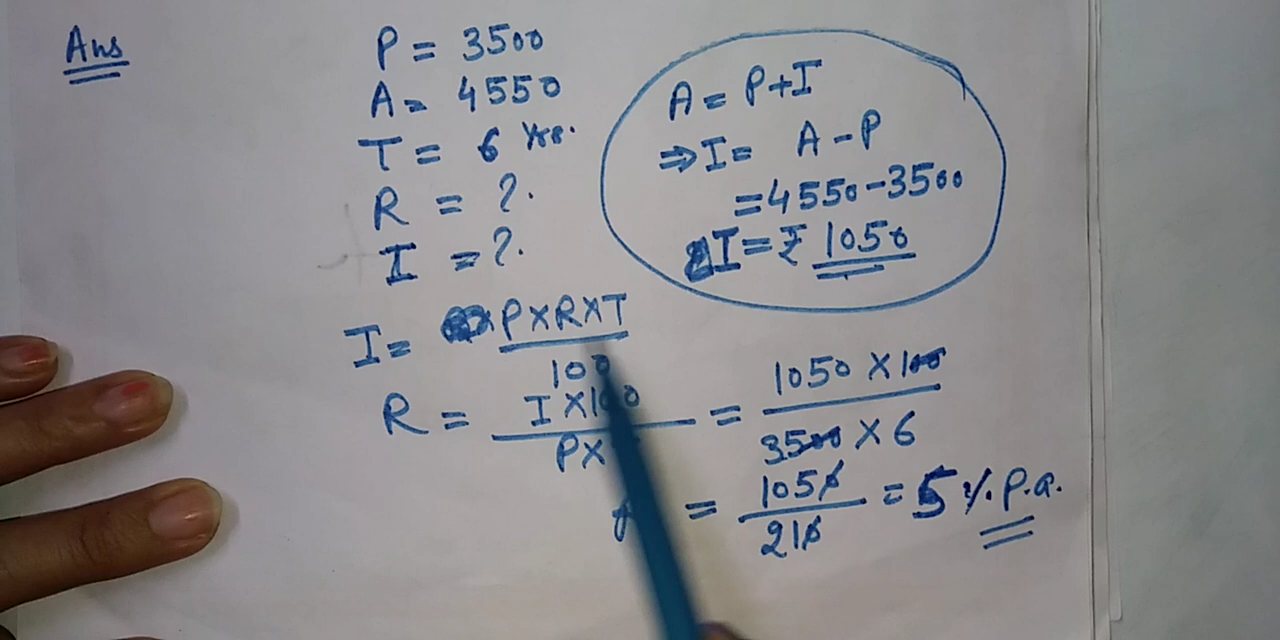 Ans
P = 3500
A = 4550
T = 6 Yrs.
R = ?.
I = ?.
A = P+I
⇒ I = A - P
= 4550 - 3500
I = ₹ 1050
I = P×R×T
100
R = I×100 = 1050 × 100
P× 3500 × 6
= 1050 = 5 %. P.a.
210